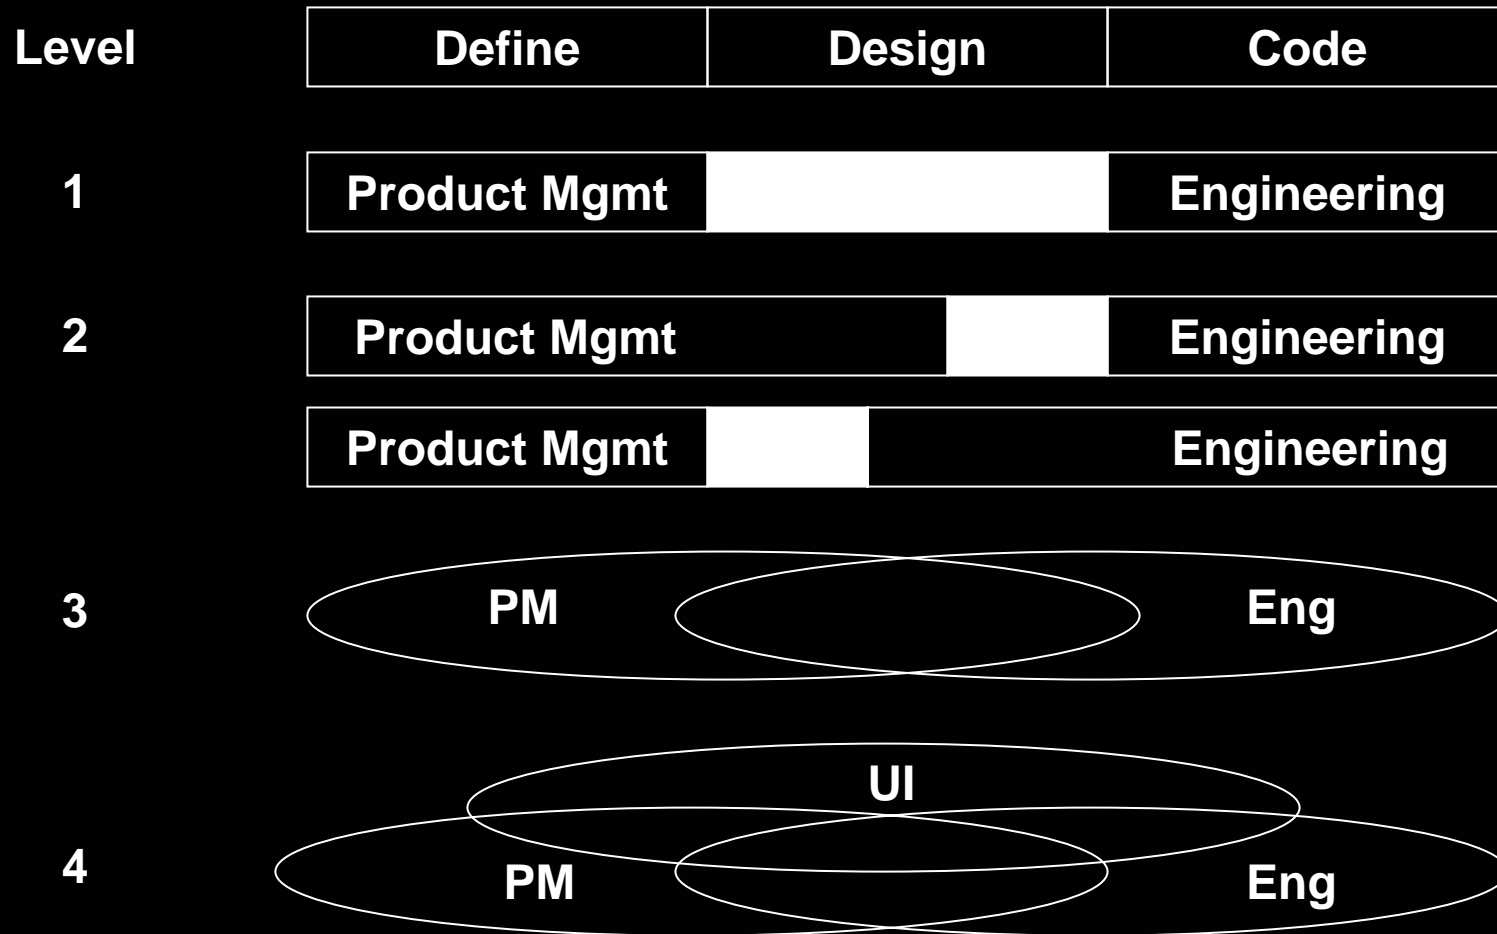 Level Define Design Code
1 Product Mgmt Engineering
2 Product Mgmt Engineering
Product Mgmt Engineering
3 PM Eng
UI
4 PM Eng